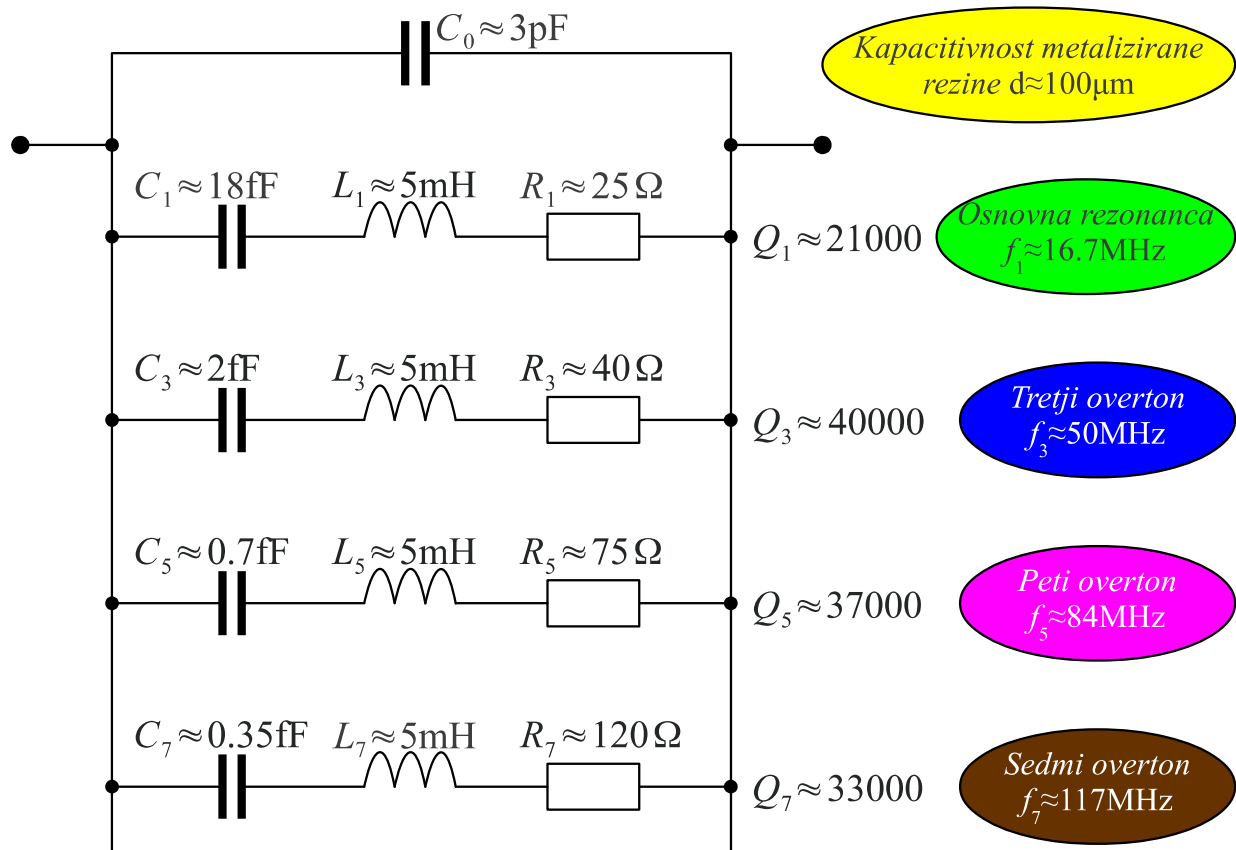 C₀≈3pF
Kapacitivnost metalizirane
rezine d≈100μm
C₁≈18fF L₁≈5mH R₁≈25Ω
Q₁≈21000
Osnovna rezonanca
f₁≈16.7MHz
C₃≈2fF L₃≈5mH R₃≈40Ω
Q₃≈40000
Tretji overton
f₃≈50MHz
C₅≈0.7fF L₅≈5mH R₅≈75Ω
Q₅≈37000
Peti overton
f₅≈84MHz
C₇≈0.35fF L₇≈5mH R₇≈120Ω
Q₇≈33000
Sedmi overton
f₇≈117MHz